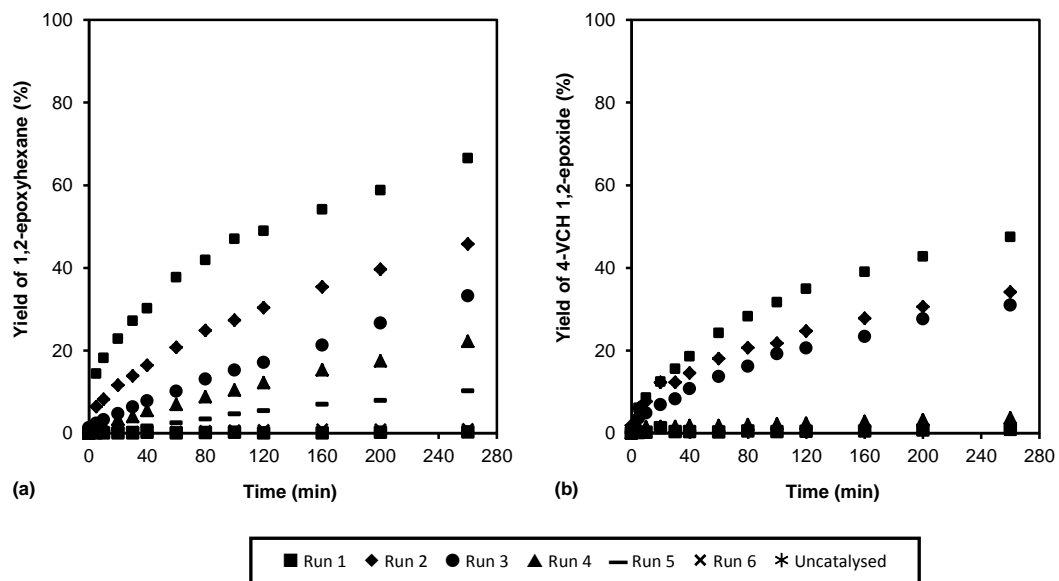 Yield of 1,2-epoxyhexane (%)
100
80
60
40
20
0
0 40 80 120 160 200 240 280
(a)
Time (min)
Yield of 4-VCH 1,2-epoxide (%)
100
80
60
40
20
0
0 40 80 120 160 200 240 280
(b)
Time (min)
Run 1 Run 2 Run 3 Run 4 Run 5 Run 6 Uncatalysed